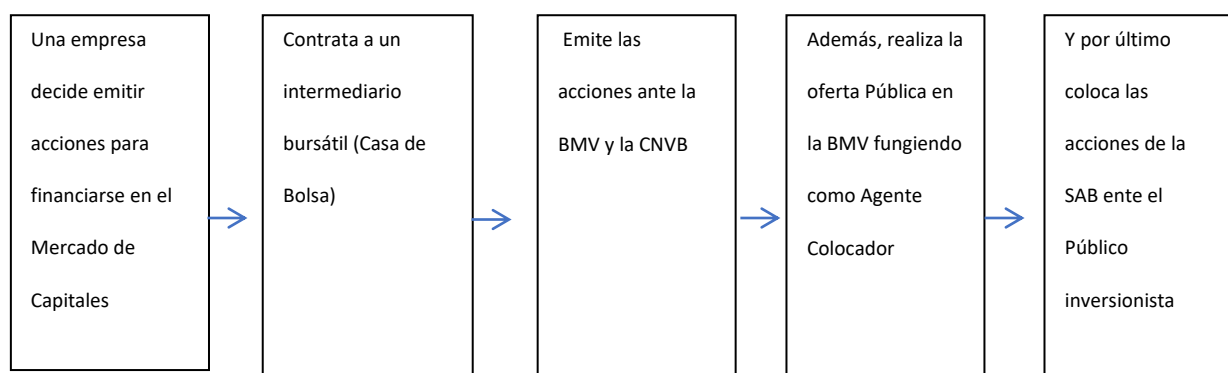 Una empresa
decide emitir
acciones para
financiarse en el
Mercado de
Capitales
Contrata a un
intermediario
bursátil (Casa de
Bolsa)
Emite las
acciones ante la
BMV y la CNVB
Además, realiza la
oferta Pública en
la BMV fungiendo
como Agente
Colocador
Y por último
coloca las
acciones de la
SAB ente el
Público
inversionista